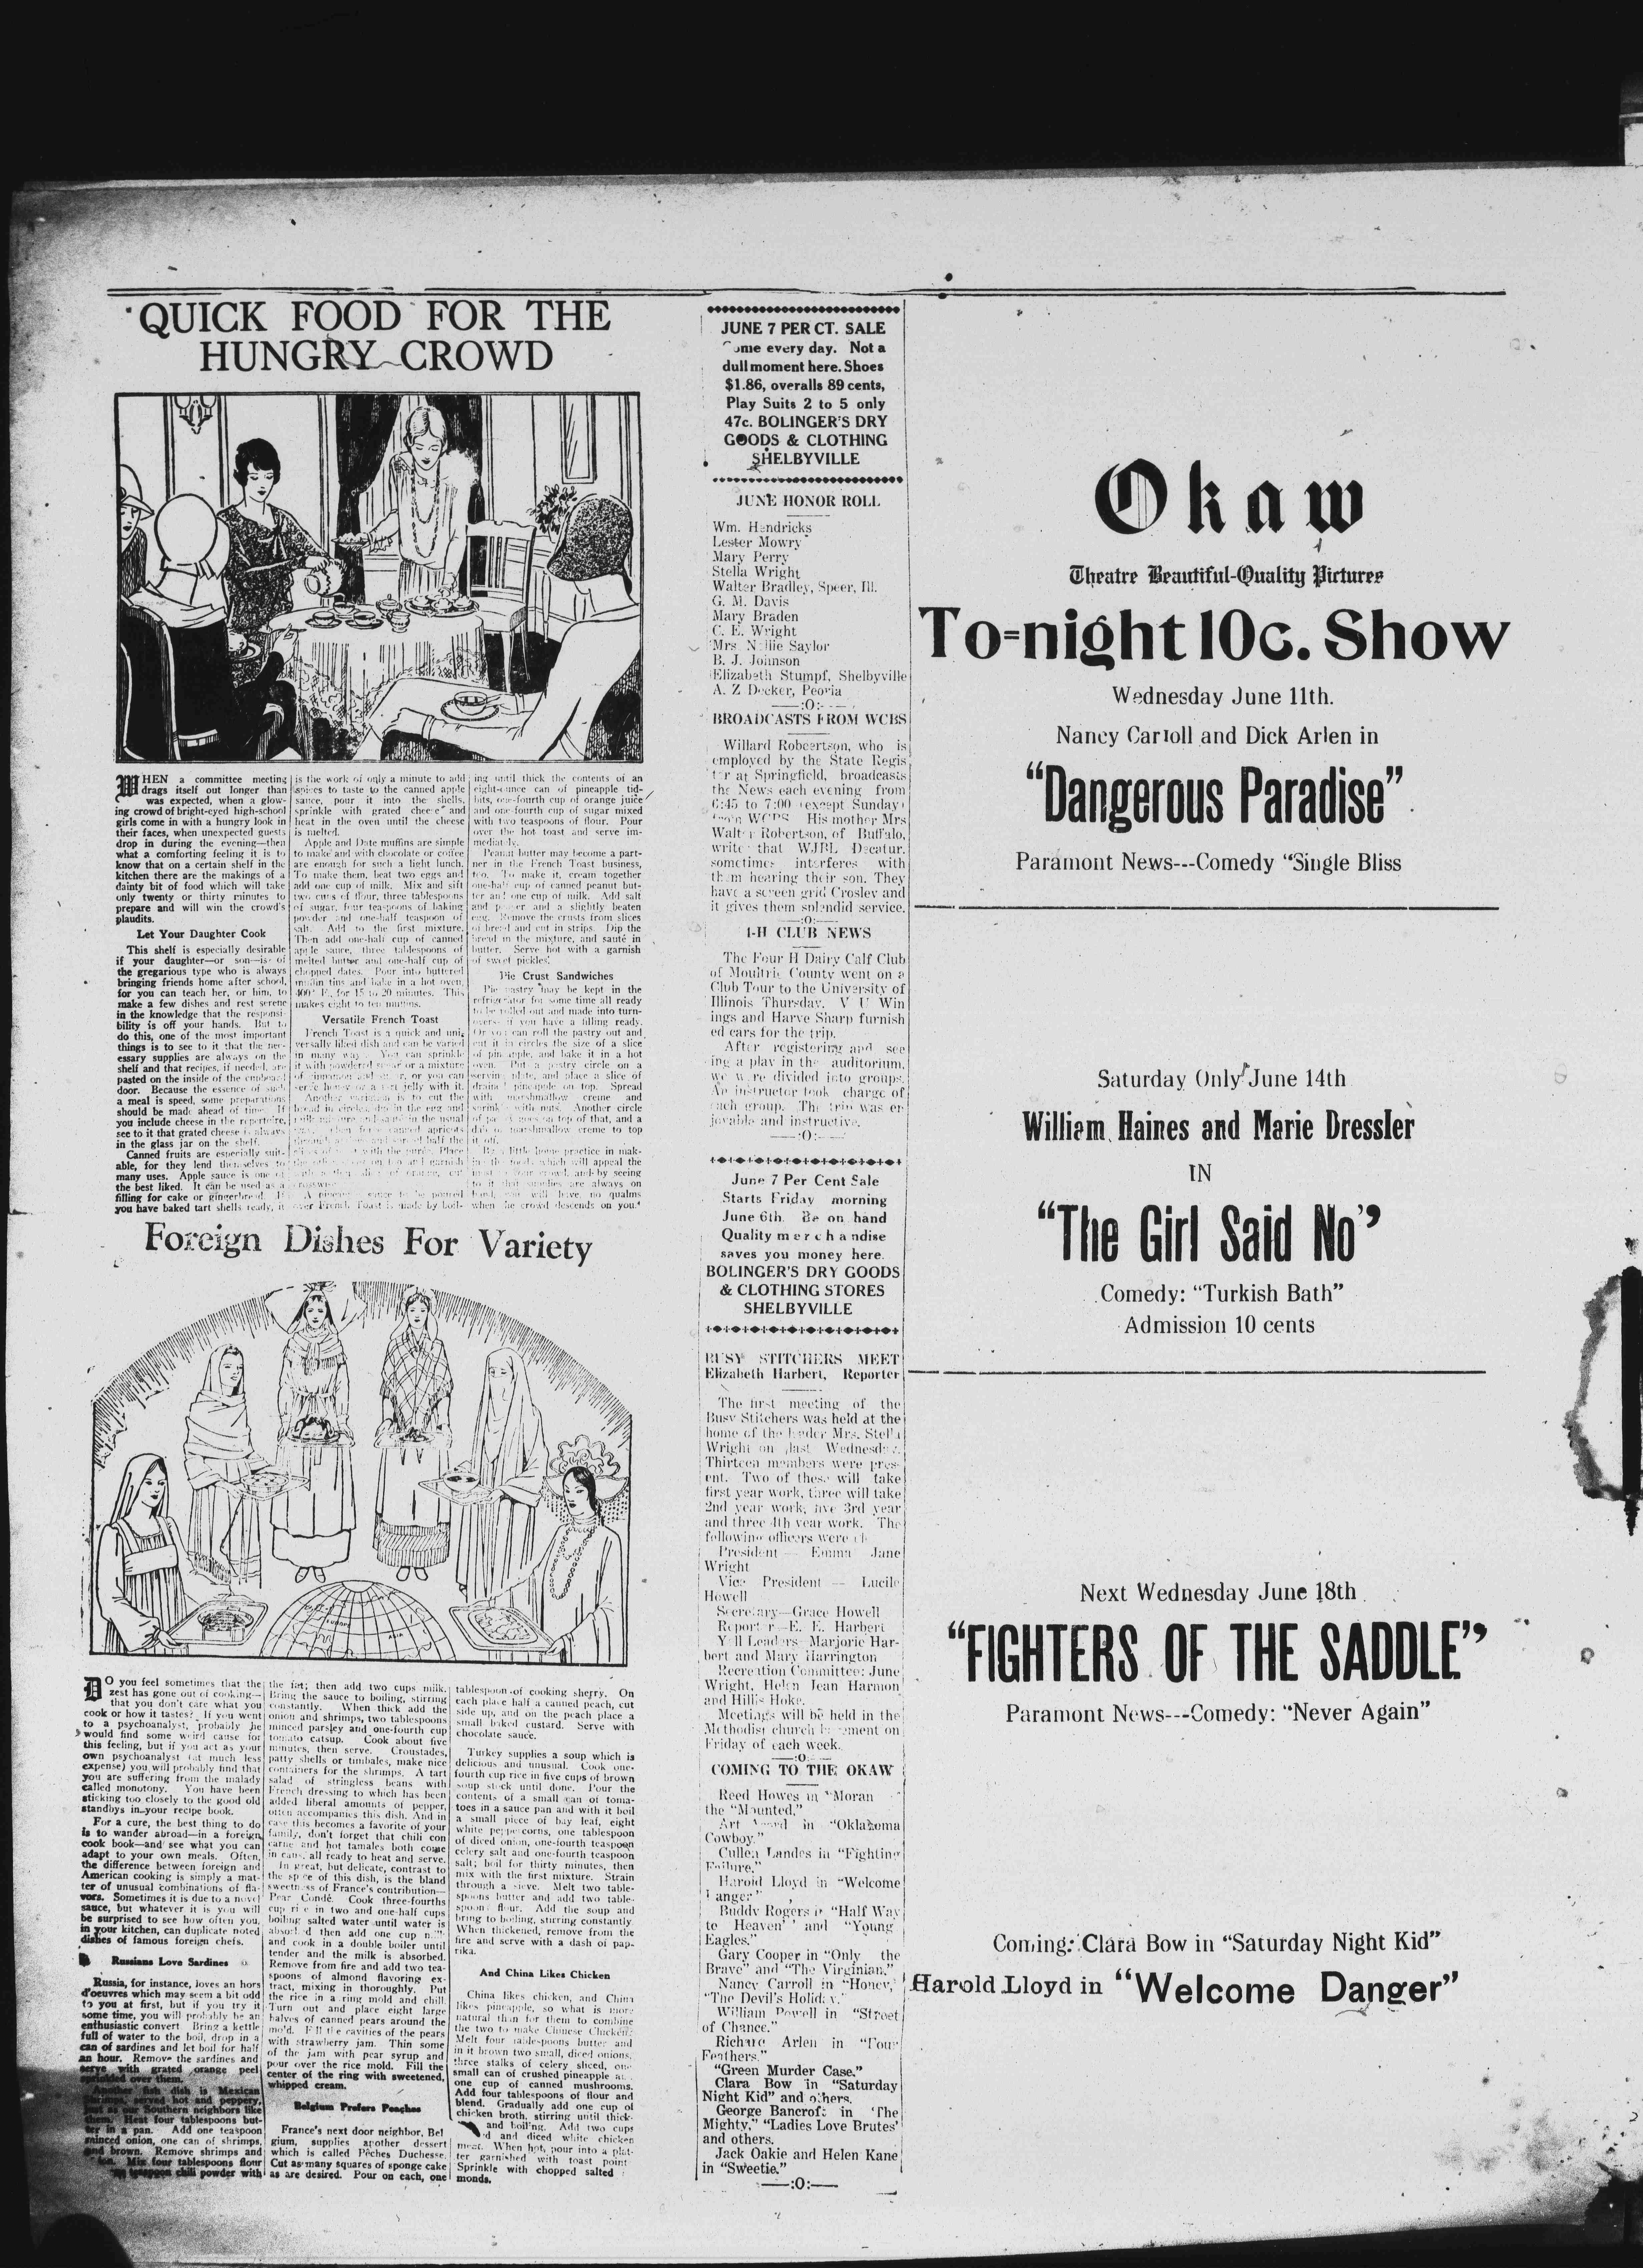 QUICK FOOD FOR THE
HUNGRY CROWD
WHEN a committee meeting
drags itself out longer than
was expected, when a glow-
ing crowd of bright-eyed high-school
girls come in with a hungry look in
their faces, when unexpected guests
drop in during the evening—then
what a comforting feeling it is to
know that on a certain shelf in the
kitchen there are the makings of a
dainty bit of food which will take
only twenty or thirty minutes to
prepare and will win the crowd's
plaudits.
Let Your Daughter Cook
This shelf is especially desirable
if your daughter—or son—is of
the gregarious type who is always
bringing friends home after school,
for you can teach her, or him, to
make a few dishes and rest serene
in the knowledge that the responsi-
bility is off your hands. But to
do this, one of the most important
things is to see to it that the nec-
essary supplies are always on the
shelf and that recipes, if needed, are
pasted on the inside of the cupboard
door. Because the essence of such
a meal is speed, some preparations
should be made ahead of time. If
you include cheese in the repertoire,
see to it that grated cheese is always
in the glass jar on the shelf.
Canned fruits are especially suit-
able, for they lend themselves to
many uses. Apple sauce is one of
the best liked. It can be used as a
filling for cake or gingerbread. If
you have baked tart shells ready, it
is the work of only a minute to add
spices to taste to the canned apple
sauce, pour it into the shells,
sprinkle with grated cheese and
heat in the oven until the cheese
is melted.
Apple and Date muffins are simple
to make and with chocolate or coffee
are enough for such a light lunch.
To make them, beat two eggs and
add one cup of milk. Mix and sift
two cups of flour, three tablespoons
of sugar, four teaspoons of baking
powder and one-half teaspoon of
salt. Add to the first mixture.
Then add one-half cup of canned
apple sauce, three tablespoons of
melted butter and one-half cup of
chopped dates. Pour into buttered
muffin tins and bake in a hot oven,
400° F., for 15 to 20 minutes. This
makes eight to ten muffins.
Versatile French Toast
French Toast is a quick and uni-
versally liked dish and can be varied
in many way You can sprinkle
it with powdered sugar or a mixture
of cinnamon and or you can
serve honey or a tart jelly with it.
Another variation is to cut the
bread in circles, dip in the egg and
in the usual
canned apricots
half the
with the purée. Place
and garnish
sauce to be poured
over French Toast is made by boil-
ing until thick the contents of an
eight-ounce can of pineapple tid-
bits, one-fourth cup of orange juice
and one-fourth cup of sugar mixed
with two teaspoons of flour. Pour
over the hot toast and serve im-
mediately.
Peanut butter may become a part-
ner in the French Toast business,
too. To make it, cream together
one-half cup of canned peanut but-
ter and one cup of milk. Add salt
and pepper and a slightly beaten
egg. Remove the crusts from slices
of bread and cut in strips. Dip the
bread in the mixture, and sauté in
butter. Serve hot with a garnish
of sweet pickles.
Pie Crust Sandwiches
Pie pastry may be kept in the
refrigerator for some time all ready
to be rolled out and made into turn-
overs if you have a filling ready.
Or you can roll the pastry out and
cut it in circles the size of a slice
of pineapple, and bake it in a hot
oven. Put a pastry circle on a
serving plate, and place a slice of
drained pineapple on top. Spread
with marshmallow creme and
sprinkle with nuts. Another circle
of pastry goes on top of that, and a
dab of marshmallow creme to top
it off.
By a little home practice in mak-
ing the foods which will appeal the
most to your crowd, and by seeing
to it that supplies are always on
hand, you will have no qualms
when the crowd descends on you.
Foreign Dishes For Variety
DO you feel sometimes that the
zest has gone out of cooking—
that you don't care what you
cook or how it tastes? If you went
to a psychoanalyst, probably he
would find some weird cause for
this feeling, but if you act as your
own psychoanalyst (at much less
expense) you will probably find that
you are suffering from the malady
called monotony. You have been
sticking too closely to the good old
standbys in your recipe book.
For a cure, the best thing to do
is to wander abroad—in a foreign
cook book—and see what you can
adapt to your own meals. Often,
the difference between foreign and
American cooking is simply a mat-
ter of unusual combinations of fla-
vors. Sometimes it is due to a novel
sauce, but whatever it is you will
be surprised to see how often you,
in your kitchen, can duplicate noted
dishes of famous foreign chefs.
Russians Love Sardines
Russia, for instance, loves an hors
d'oeuvres which may seem a bit odd
to you at first, but if you try it
some time, you will probably be an
enthusiastic convert. Bring a kettle
full of water to the boil, drop in a
can of sardines and let boil for half
an hour. Remove the sardines and
serve with grated orange peel
sprinkled over them.
Another fish dish is Mexican
shrimps, served hot and peppery,
just as our Southern neighbors like
them. Heat four tablespoons but-
ter in a pan. Add one teaspoon
minced onion, one can of shrimps,
and brown. Remove shrimps and
Mix four tablespoons flour
teaspoon chili powder with
the fat; then add two cups milk.
Bring the sauce to boiling, stirring
constantly. When thick add the
onion and shrimps, two tablespoons
minced parsley and one-fourth cup
tomato catsup. Cook about five
minutes, then serve. Croustades,
patty shells or timbales, make nice
containers for the shrimps. A tart
salad of stringless beans with
French dressing to which has been
added liberal amounts of pepper,
often accompanies this dish. And in
case this becomes a favorite of your
family, don't forget that chili con
carne and hot tamales both come
in cans, all ready to heat and serve.
In great, but delicate, contrast to
the spice of this dish, is the bland
sweetness of France's contribution—
Pear Condé. Cook three-fourths
cup rice in two and one-half cups
boiling salted water until water is
absorbed then add one cup milk
and cook in a double boiler until
tender and the milk is absorbed.
Remove from fire and add two tea-
spoons of almond flavoring ex-
tract, mixing in thoroughly. Put
the rice in a ring mold and chill.
Turn out and place eight large
halves of canned pears around the
mold. Fill the cavities of the pears
with strawberry jam. Thin some
of the jam with pear syrup and
pour over the rice mold. Fill the
center of the ring with sweetened,
whipped cream.
Belgium Prefers Peaches
France's next door neighbor, Bel
gium, supplies another dessert
which is called Pêches Duchesse.
Cut as many squares of sponge cake
as are desired. Pour on each, one
tablespoon of cooking sherry. On
each place half a canned peach, cut
side up, and on the peach place a
small baked custard. Serve with
chocolate sauce.
Turkey supplies a soup which is
delicious and unusual. Cook one-
fourth cup rice in five cups of brown
soup stock until done. Pour the
contents of a small can of toma-
toes in a sauce pan and with it boil
a small piece of bay leaf, eight
white peppercorns, one tablespoon
of diced onion, one-fourth teaspoon
celery salt and one-fourth teaspoon
salt; boil for thirty minutes, then
mix with the first mixture. Strain
through a sieve. Melt two table-
spoons butter and add two table-
spoons flour. Add the soup and
bring to boiling, stirring constantly.
When thickened, remove from the
fire and serve with a dash of pap-
rika.
And China Likes Chicken
China likes chicken, and China
likes pineapple, so what is more
natural than for them to combine
the two to make Chinese Chicken?
Melt four tablespoons butter and
in it brown two small, diced onions,
three stalks of celery sliced, one
small can of crushed pineapple and
one cup of canned mushrooms.
Add four tablespoons of flour and
blend. Gradually add one cup of
chicken broth, stirring until thick-
and boiling. Add two cups
and diced white chicken
meat. When hot, pour into a plat-
ter garnished with toast point
Sprinkle with chopped salted
monds.
JUNE 7 PER CT. SALE
ome every day. Not a
dull moment here. Shoes
$1.86, overalls 89 cents,
Play Suits 2 to 5 only
47c. BOLINGER'S DRY
GOODS & CLOTHING
SHELBYVILLE
JUNE HONOR ROLL
Wm. Hendricks
Lester Mowry
Mary Perry
Stella Wright
Walter Bradley, Speer, Ill.
G. M. Davis
Mary Braden
C. E. Wright
Mrs. Nellie Saylor
B. J. Johnson
Elizabeth Stumpf, Shelbyville
A. Z Decker, Peoria
—:O:—
BROADCASTS FROM WCBS
Willard Robeertson, who is
employed by the State Regis
ter at Springfield, broadcasts
the News each evening from
6:45 to 7:00 (except Sunday)
from WCBS. His mother Mrs
Walter Robertson, of Buffalo,
writes that WJBL Decatur,
sometimes interferes with
them hearing their son. They
have a screen grid Crosley and
it gives them splendid service.
—:O:—
4-H CLUB NEWS
The Four H Dairy Calf Club
of Moultrie County went on a
Club Tour to the University of
Illinois Thursday. V U Win
ings and Harve Sharp furnish
ed cars for the trip.
After registering and see
ing a play in the auditorium,
we were divided into groups.
An instructor took charge of
each group. The trip was en
joyable and instructive.
—:O:—
June 7 Per Cent Sale
Starts Friday morning
June 6th. Be on hand
Quality merchandise
saves you money here.
BOLINGER'S DRY GOODS
& CLOTHING STORES
SHELBYVILLE
BUSY STITCHERS MEET
Elizabeth Harbert, Reporter
The first meeting of the
Busy Stitchers was held at the
home of the leader Mrs. Stella
Wright on last Wednesday.
Thirteen members were pres-
ent. Two of these will take
first year work, three will take
2nd year work, five 3rd year
and three 4th year work. The
following officers were
President — Emma Jane
Wright
Vice President — Lucile
Howell
Secretary—Grace Howell
Reporter—E. E. Harbert
Yell Leaders—Marjorie Har-
bert and Mary Harrington
Recreation Committee: June
Wright, Helen Jean Harmon
and Hillis Hoke.
Meetings will be held in the
Methodist church basement on
Friday of each week.
—:O:—
COMING TO THE OKAW
Reed Howes in "Moran
the "Mounted,"
Art in "Oklahoma
Cowboy."
Cullen Landes in "Fighting
Failure."
Harold Lloyd in "Welcome
Danger"
Buddy Rogers in "Half Way
to Heaven" and "Young
Eagles."
Gary Cooper in "Only the
Brave" and "The Virginian,"
Nancy Carroll in "Honey,"
"The Devil's Holiday."
William Powell in "Street
of Chance."
Richard Arlen in "Four
Feathers."
"Green Murder Case."
Clara Bow in "Saturday
Night Kid" and others.
George Bancroft in "The
Mighty," "Ladies Love Brutes"
and others.
Jack Oakie and Helen Kane
in "Sweetie."
—:O:—
Okaw
Theatre Beautiful-Quality Pictures
To=night 10c. Show
Wednesday June 11th.
Nancy Carroll and Dick Arlen in
"Dangerous Paradise"
Paramont News---Comedy "Single Bliss
Saturday Only June 14th
William Haines and Marie Dressler
IN
"The Girl Said No"
Comedy: "Turkish Bath"
Admission 10 cents
Next Wednesday June 18th
"FIGHTERS OF THE SADDLE"
Paramont News---Comedy: "Never Again"
Coming: Clara Bow in "Saturday Night Kid"
Harold Lloyd in "Welcome Danger"